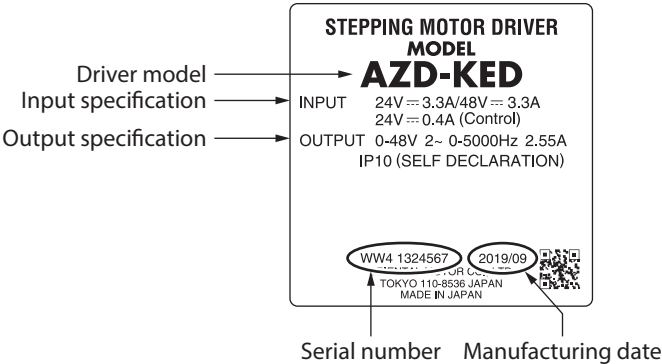 STEPPING MOTOR DRIVER
MODEL
Driver model AZD-KED
Input specification INPUT 24V ⎓ 3.3A/48V ⎓ 3.3A
24V ⎓ 0.4A (Control)
Output specification OUTPUT 0-48V 2~ 0-5000Hz 2.55A
IP10 (SELF DECLARATION)
WW4 1324567 2019/09
TOKYO 110-8536 JAPAN
MADE IN JAPAN
Serial number Manufacturing date